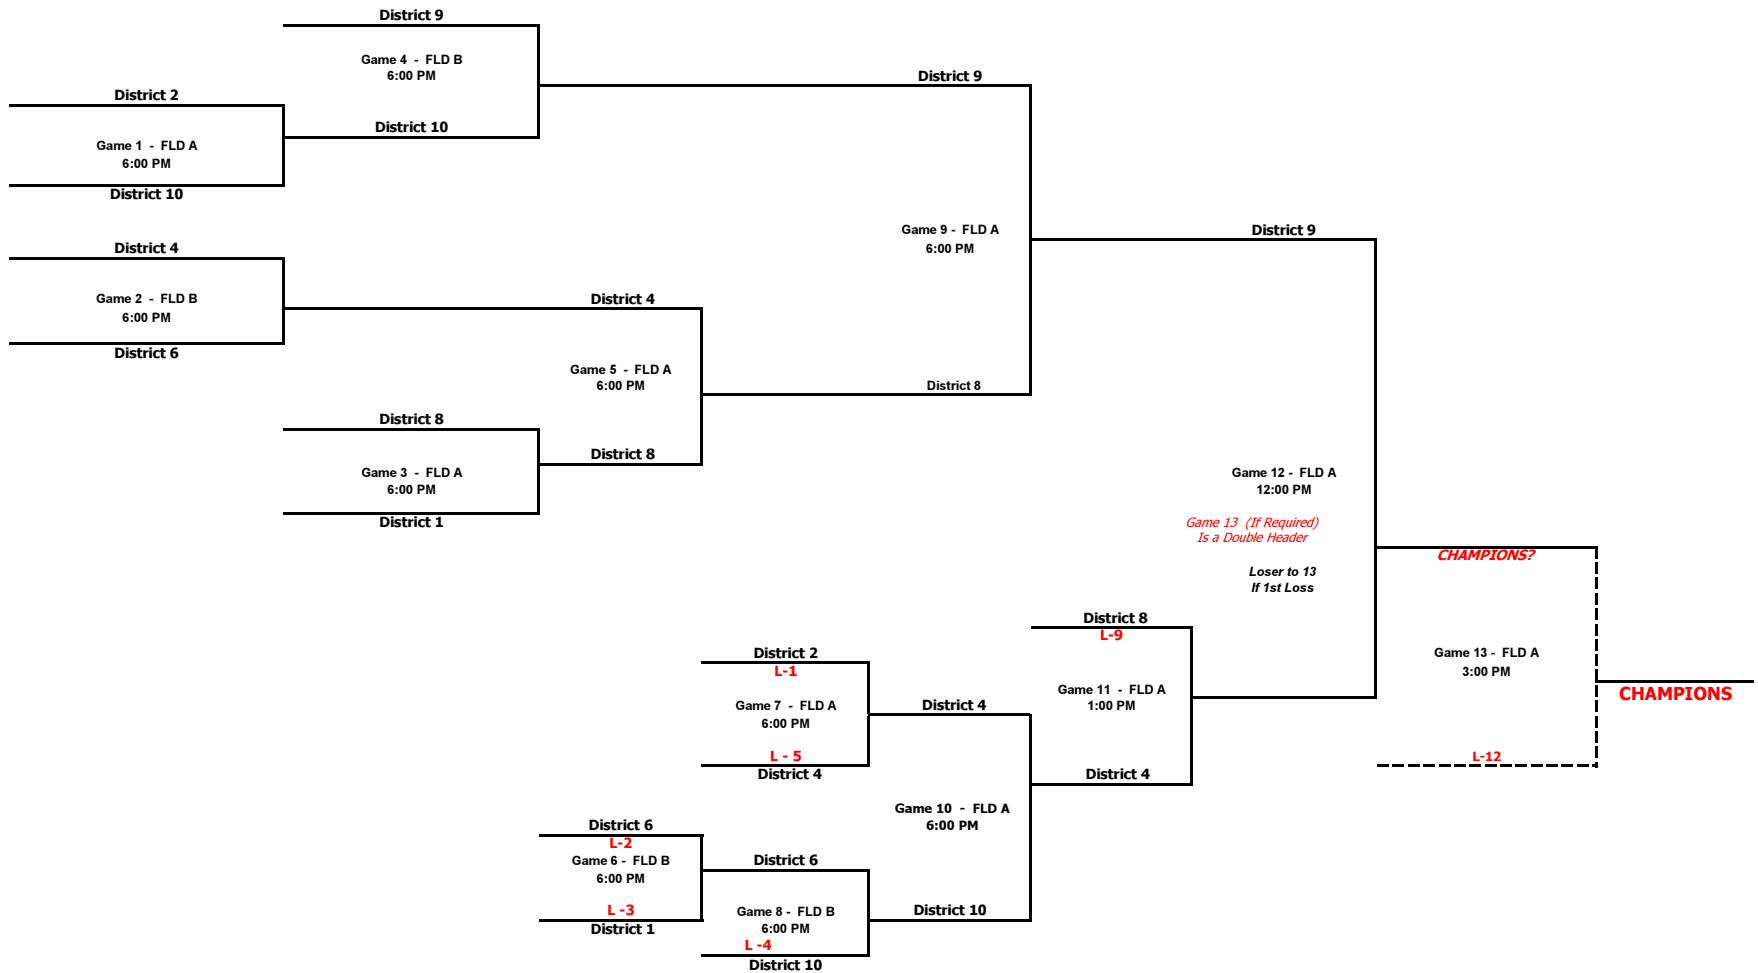 District 9
Game 4 - FLD B
6:00 PM
District 10
District 2
Game 1 - FLD A
6:00 PM
District 10
District 4
Game 2 - FLD B
6:00 PM
District 6
District 8
Game 3 - FLD A
6:00 PM
District 1
District 4
Game 5 - FLD A
6:00 PM
District 8
District 9
Game 9 - FLD A
6:00 PM
District 8
District 9
Game 12 - FLD A
12:00 PM
Game 13 (If Required)
Is a Double Header
Loser to 13
If 1st Loss
CHAMPIONS?
Game 13 - FLD A
3:00 PM
L-12
CHAMPIONS
District 8
L-9
Game 11 - FLD A
1:00 PM
District 4
District 2
L-1
Game 7 - FLD A
6:00 PM
L - 5
District 4
District 4
Game 10 - FLD A
6:00 PM
District 10
District 6
L-2
Game 6 - FLD B
6:00 PM
L -3
District 1
District 6
Game 8 - FLD B
6:00 PM
L -4
District 10